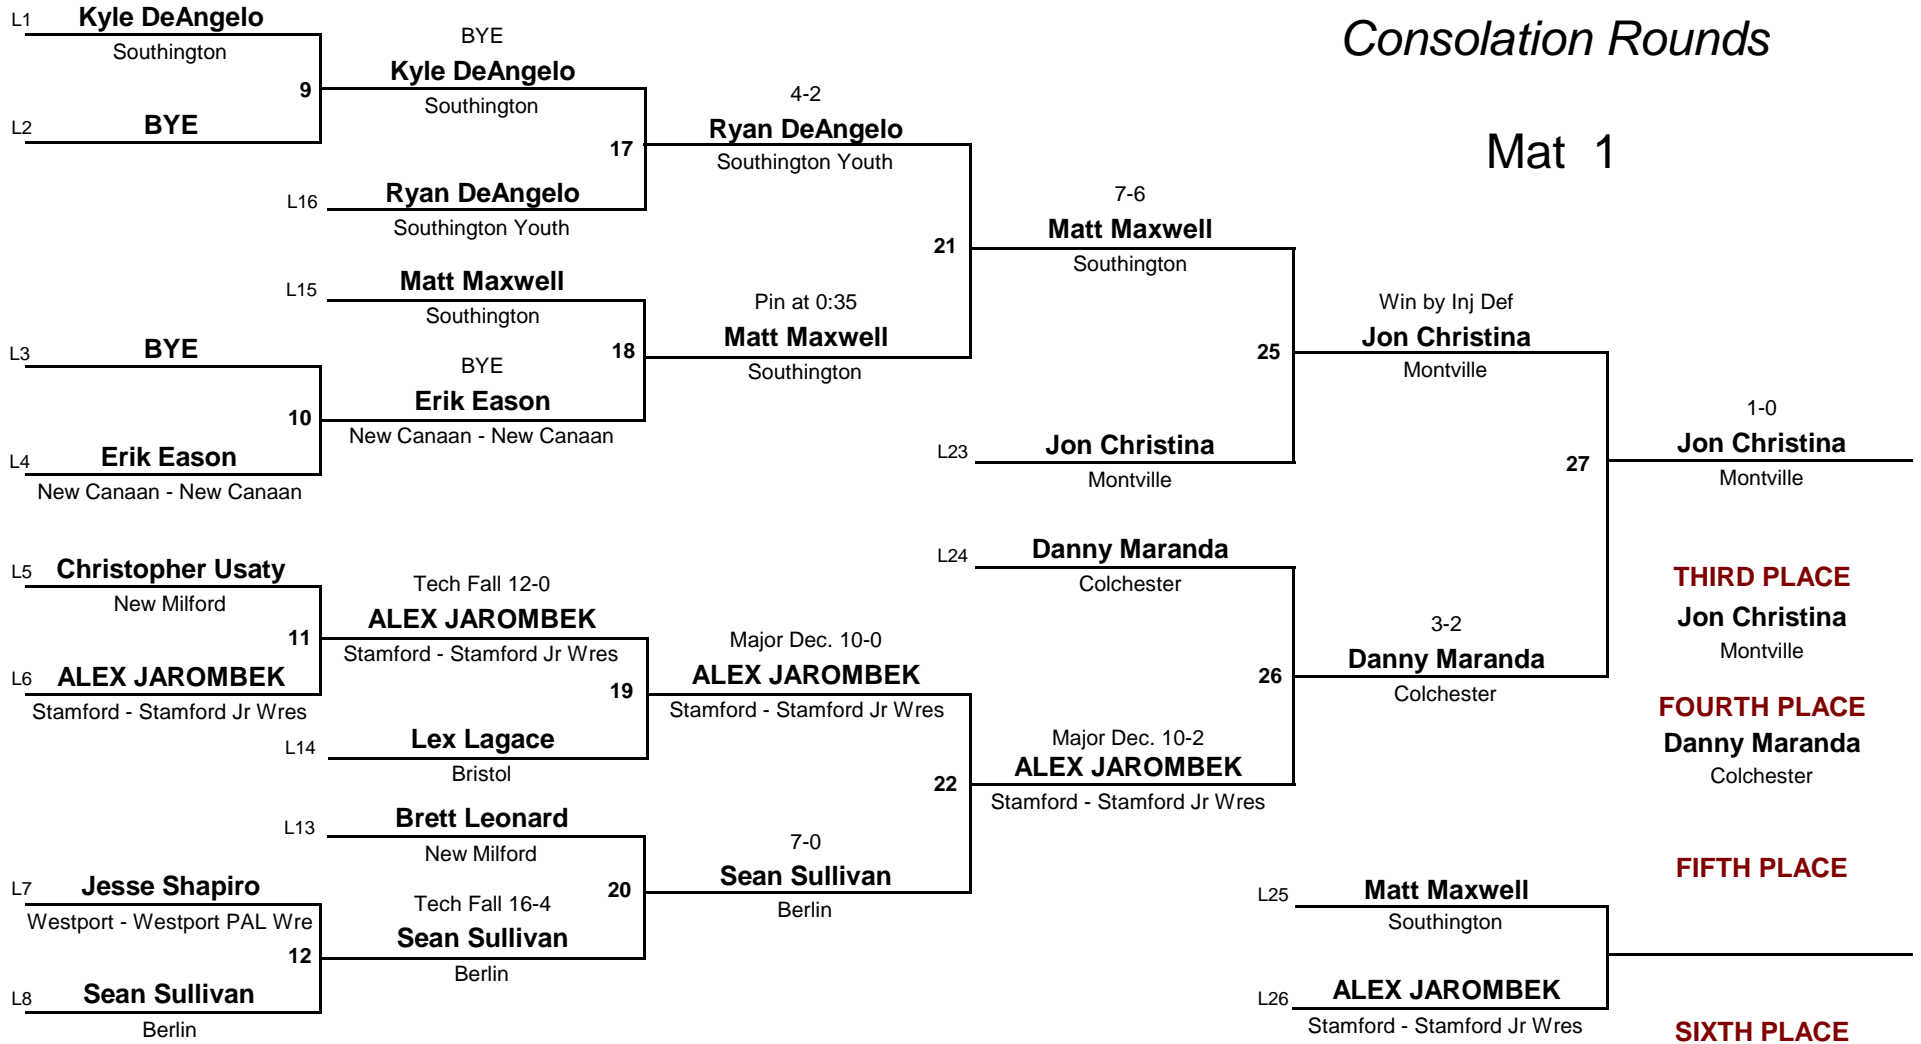 Consolation Rounds
Mat 1
L1 Kyle DeAngelo
Southington
9
L2 BYE
BYE
Kyle DeAngelo
Southington
17
L16 Ryan DeAngelo
Southington Youth
4-2
Ryan DeAngelo
Southington Youth
21
L15 Matt Maxwell
Southington
18
L3 BYE
10
L4 Erik Eason
New Canaan - New Canaan
BYE
Erik Eason
New Canaan - New Canaan
Pin at 0:35
Matt Maxwell
Southington
7-6
Matt Maxwell
Southington
25
L23 Jon Christina
Montville
Win by Inj Def
Jon Christina
Montville
27
1-0
Jon Christina
Montville
L5 Christopher Usaty
New Milford
11
L6 ALEX JAROMBEK
Stamford - Stamford Jr Wres
Tech Fall 12-0
ALEX JAROMBEK
Stamford - Stamford Jr Wres
19
L14 Lex Lagace
Bristol
Major Dec. 10-0
ALEX JAROMBEK
Stamford - Stamford Jr Wres
22
L13 Brett Leonard
New Milford
20
L7 Jesse Shapiro
Westport - Westport PAL Wre
12
L8 Sean Sullivan
Berlin
Tech Fall 16-4
Sean Sullivan
Berlin
7-0
Sean Sullivan
Berlin
L24 Danny Maranda
Colchester
26
Major Dec. 10-2
ALEX JAROMBEK
Stamford - Stamford Jr Wres
3-2
Danny Maranda
Colchester
THIRD PLACE
Jon Christina
Montville
FOURTH PLACE
Danny Maranda
Colchester
FIFTH PLACE
L25 Matt Maxwell
Southington
L26 ALEX JAROMBEK
Stamford - Stamford Jr Wres
SIXTH PLACE